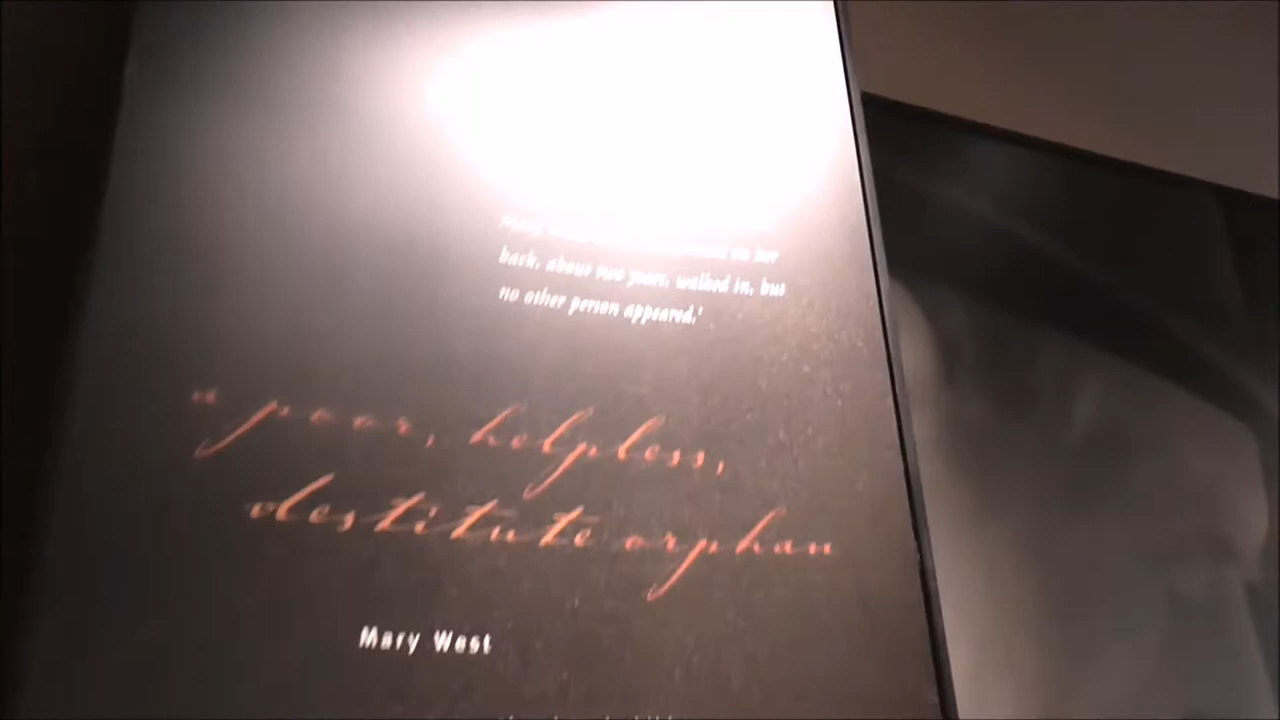 back, about two years, walked in, but
no other person appeared.'
a poor, helpless,
destitute orphan
Mary West